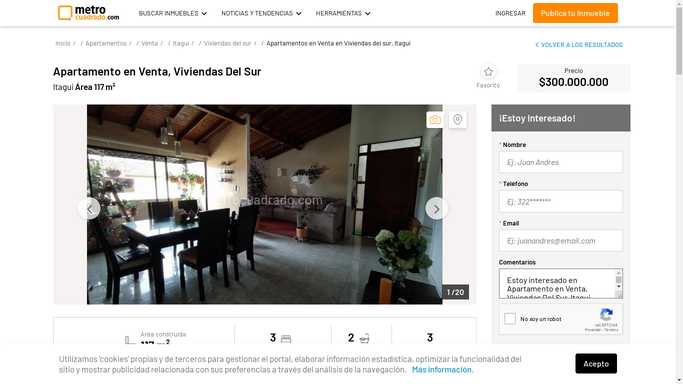 metro
cuadrado.com
BUSCAR INMUEBLES
NOTICIAS Y TENDENCIAS
HERRAMIENTAS
INGRESAR
Publica tu Inmueble
Inicio / / Apartamentos / / Venta / / Itagui / / Viviendas del sur / / Apartamentos en Venta en Viviendas del sur, Itagui
VOLVER A LOS RESULTADOS
Apartamento en Venta, Viviendas Del Sur
Itagui Área 117 m²
Favorito
Precio
$300.000.000
cuadrado.com
1 / 20
¡Estoy Interesado!
* Nombre
Ej: Juan Andres
* Teléfono
Ej: 322*******
* Email
Ej: juanandres@email.com
Comentarios
Estoy interesado en
Apartamento en Venta,
Viviendas Del Sur, Itagui
No soy un robot
reCAPTCHA
Privacidad - Términos
Área construida
117 m²
3
2
3
Utilizamos 'cookies' propias y de terceros para gestionar el portal, elaborar información estadística, optimizar la funcionalidad del
sitio y mostrar publicidad relacionada con sus preferencias a través del análisis de la navegación. Más información.
Acepto